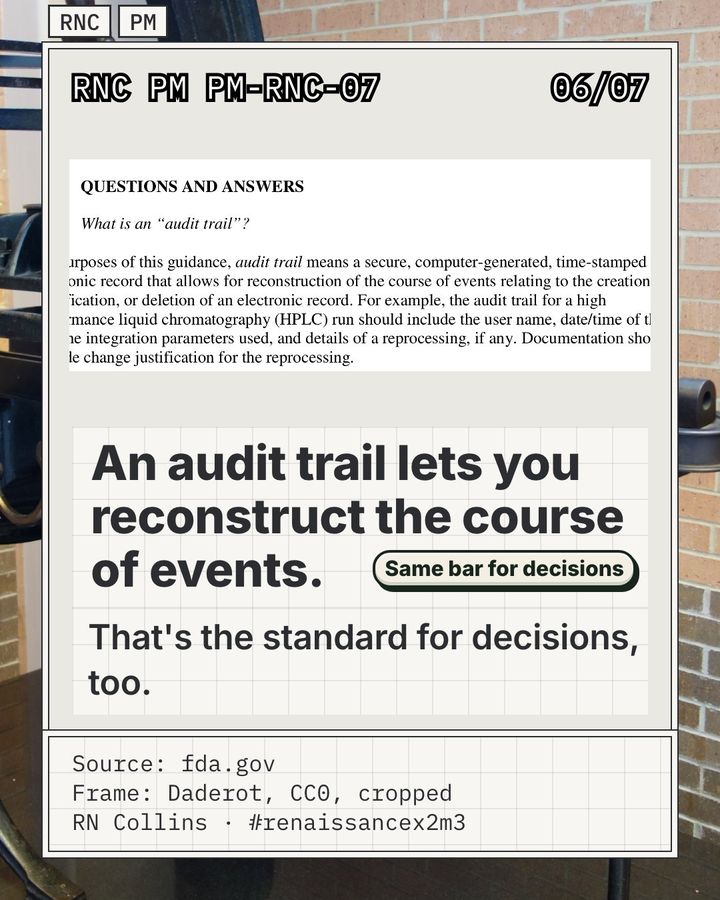 RNC PM
RNC PM PM-RNC-07 06/07
QUESTIONS AND ANSWERS
What is an “audit trail”?
urposes of this guidance, audit trail means a secure, computer-generated, time-stamped
onic record that allows for reconstruction of the course of events relating to the creation
fication, or deletion of an electronic record. For example, the audit trail for a high
rmance liquid chromatography (HPLC) run should include the user name, date/time of t
he integration parameters used, and details of a reprocessing, if any. Documentation sho
de change justification for the reprocessing.
An audit trail lets you
reconstruct the course
of events.
Same bar for decisions
That's the standard for decisions,
too.
Source: fda.gov
Frame: Daderot, CC0, cropped
RN Collins · #renaissancex2m3